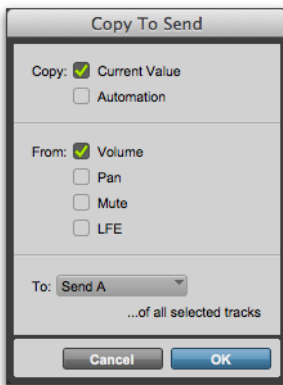 Copy To Send
Copy: Current Value
Automation
From: Volume
Pan
Mute
LFE
To: Send A
...of all selected tracks
Cancel OK